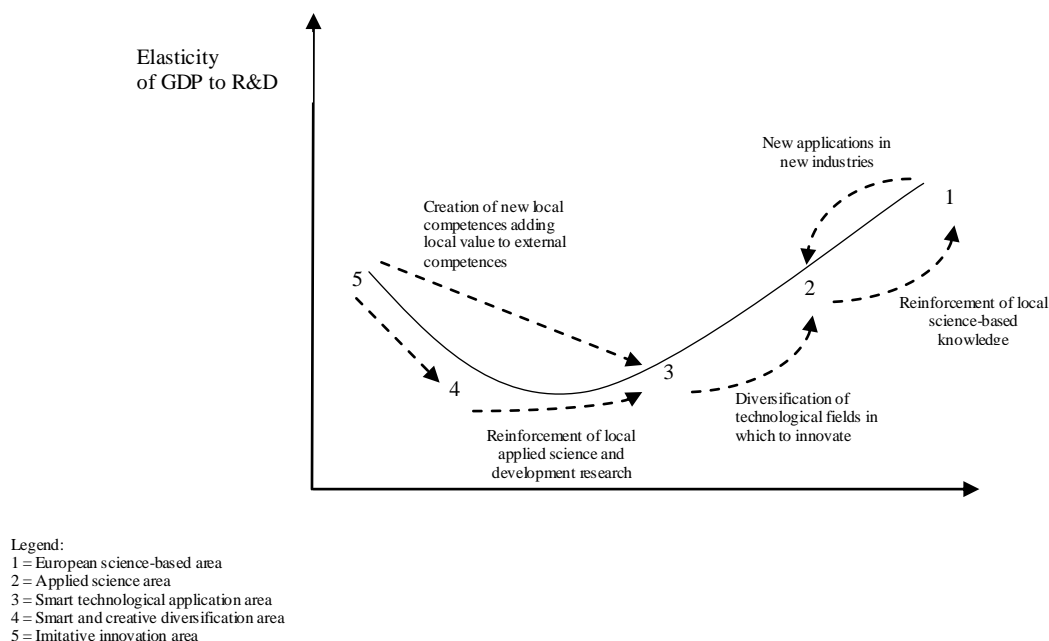 Elasticity
of GDP to R&D
New applications in
new industries
1
Creation of new local
competences adding
local value to external
competences
5
2
Reinforcement of local
science-based
knowledge
3
4
Diversification of
technological fields in
which to innovate
Reinforcement of local
applied science and
development research
Legend:
1 = European science-based area
2 = Applied science area
3 = Smart technological application area
4 = Smart and creative diversification area
5 = Imitative innovation area